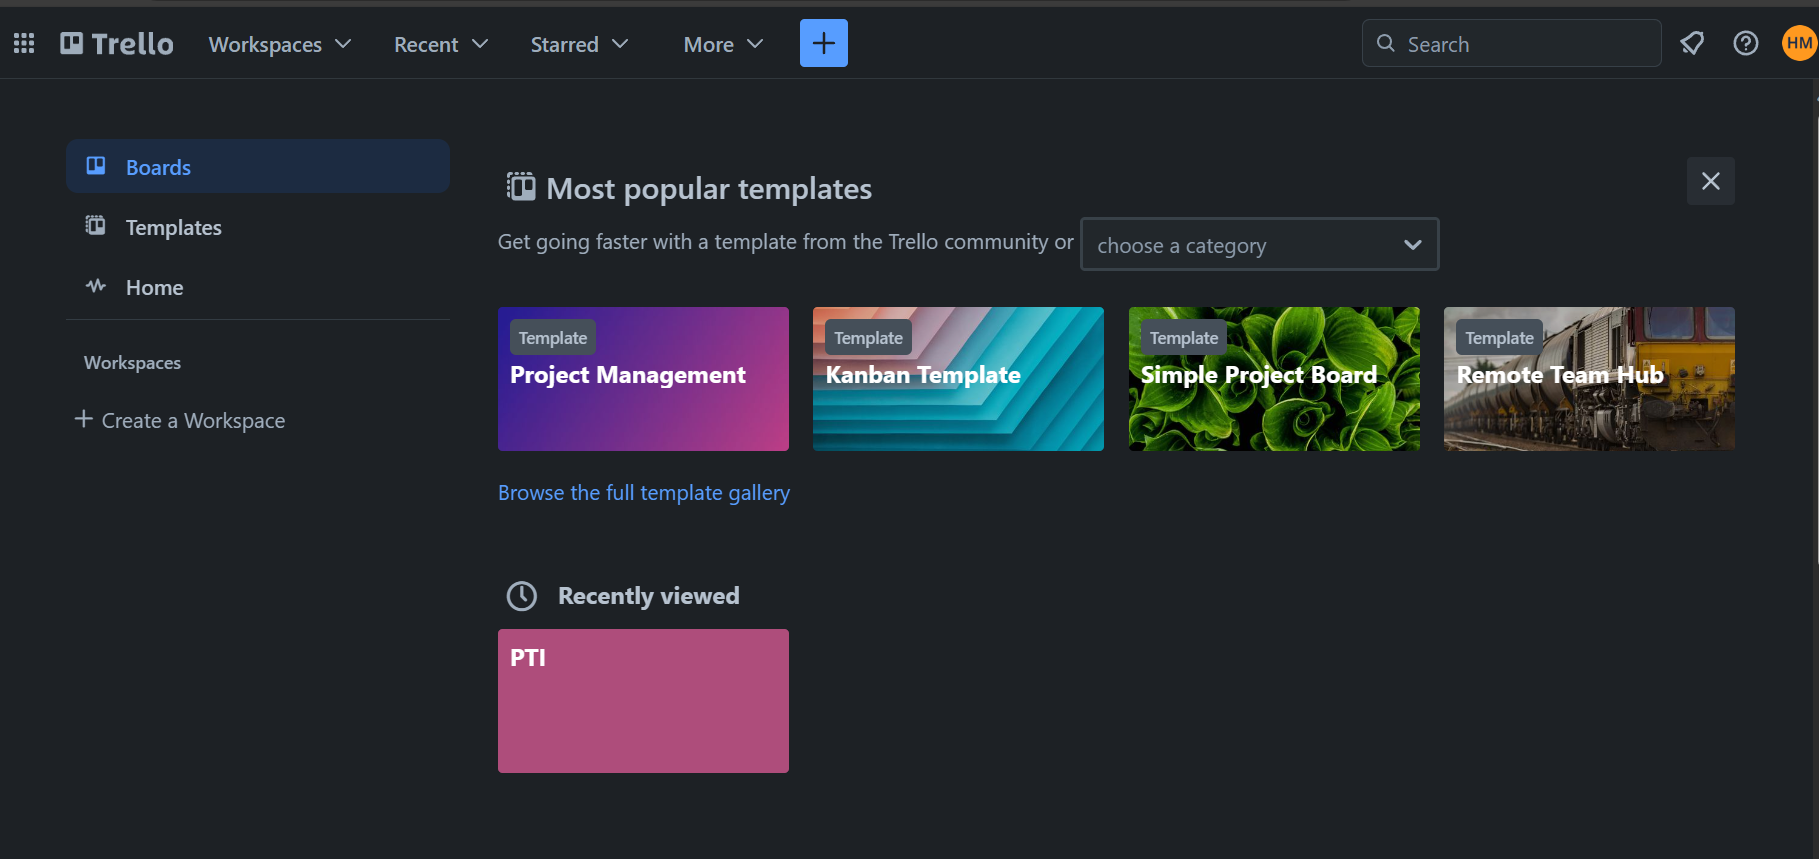 Trello
Workspaces
Recent
Starred
More
Search
HM
Boards
Templates
Home
Workspaces
Create a Workspace
Most popular templates
Get going faster with a template from the Trello community or
choose a category
Template
Project Management
Template
Kanban Template
Template
Simple Project Board
Template
Remote Team Hub
Browse the full template gallery
Recently viewed
PTI